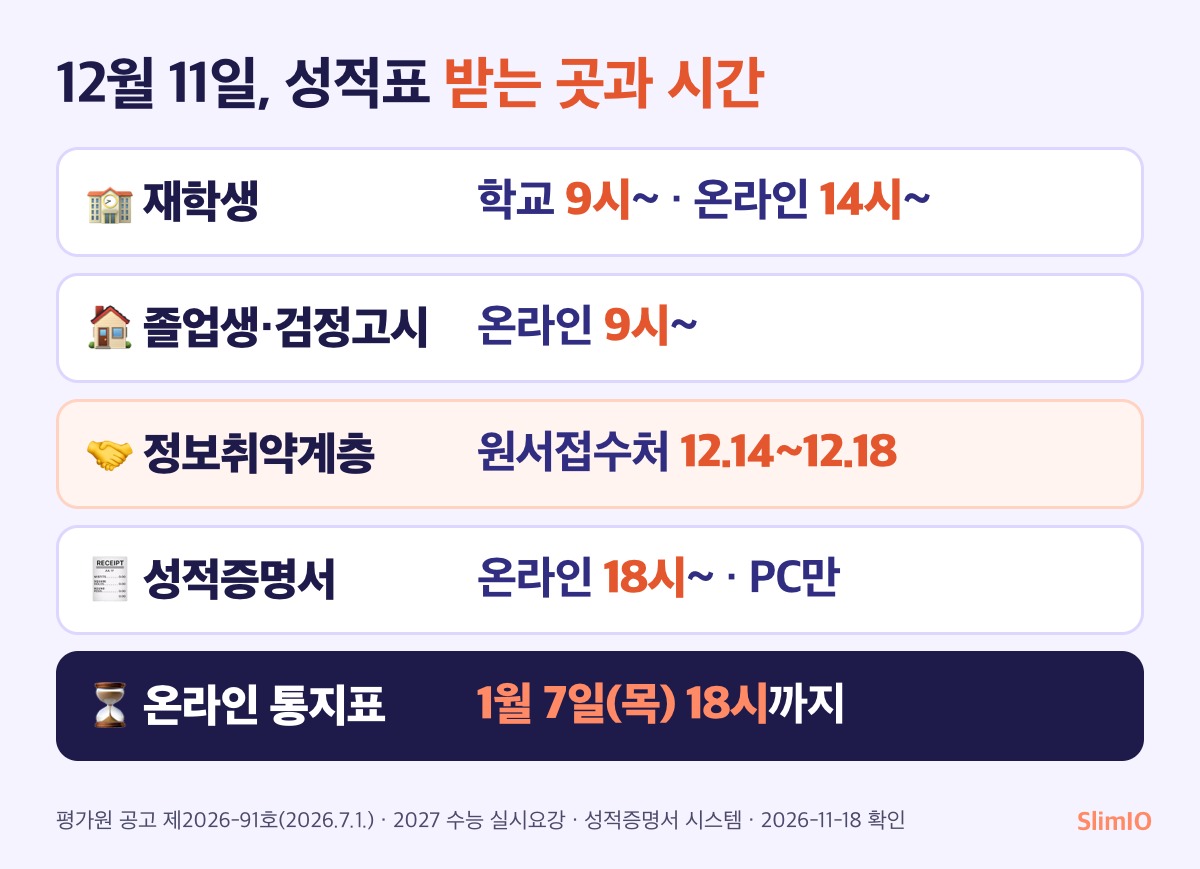 12월 11일, 성적표 받는 곳과 시간
재학생 학교 9시~ · 온라인 14시~
졸업생·검정고시 온라인 9시~
정보취약계층 원서접수처 12.14~12.18
RECEIPT
성적증명서 온라인 18시~ · PC만
온라인 통지표 1월 7일(목) 18시까지
평가원 공고 제2026-91호(2026.7.1.) · 2027 수능 실시요강 · 성적증명서 시스템 · 2026-11-18 확인
SlimIO